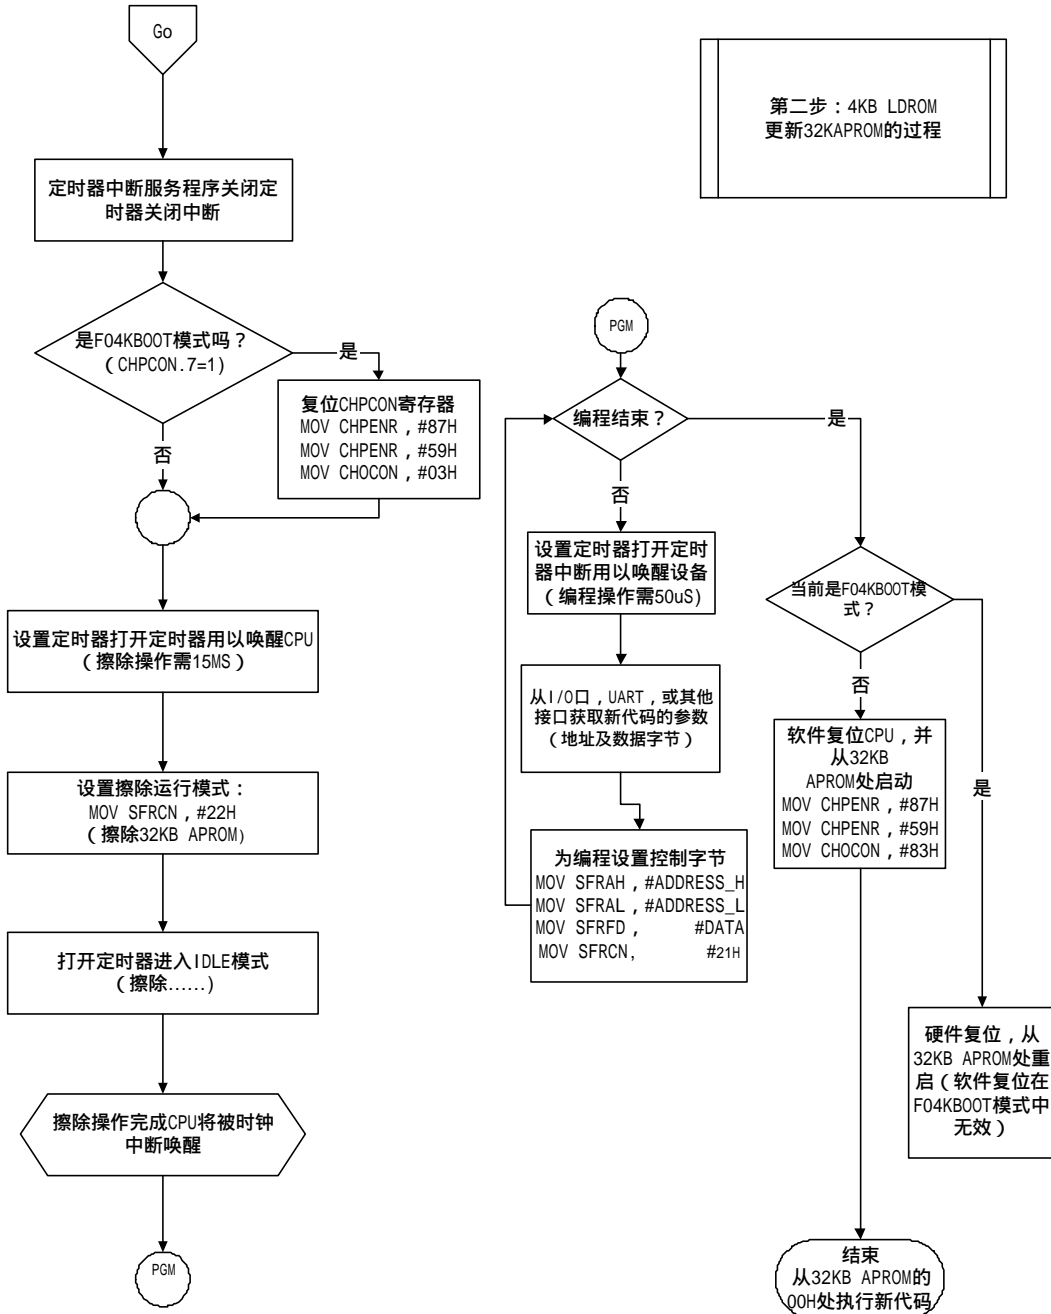 Go
第二步：4KB LDROM
更新32KAPROM的过程
定时器中断服务程序关闭定
时器关闭中断
是F04KBOOT模式吗？
（CHPCON.7=1）
是
复位CHPCON寄存器
MOV CHPENR，#87H
MOV CHPENR，#59H
MOV CHOCON，#03H
否
设置定时器打开定时器用以唤醒CPU
（擦除操作需15MS）
设置擦除运行模式：
MOV SFRCN，#22H
（擦除32KB APROM）
打开定时器进入IDLE模式
（擦除......）
擦除操作完成CPU将被时钟
中断唤醒
PGM
PGM
编程结束？
是
否
设置定时器打开定时
器中断用以唤醒设备
（编程操作需50uS）
从I/O口，UART，或其他
接口获取新代码的参数
（地址及数据字节）
为编程设置控制字节
MOV SFRAH，#ADDRESS_H
MOV SFRAL，#ADDRESS_L
MOV SFRFD， #DATA
MOV SFRCN, #21H
当前是F04KBOOT模
式？
否
软件复位CPU，并
从32KB
APROM处启动
MOV CHPENR，#87H
MOV CHPENR，#59H
MOV CHOCON，#83H
是
硬件复位，从
32KB APROM处重
启（软件复位在
F04KBOOT模式中
无效）
结束
从32KB APROM的
00H处执行新代码